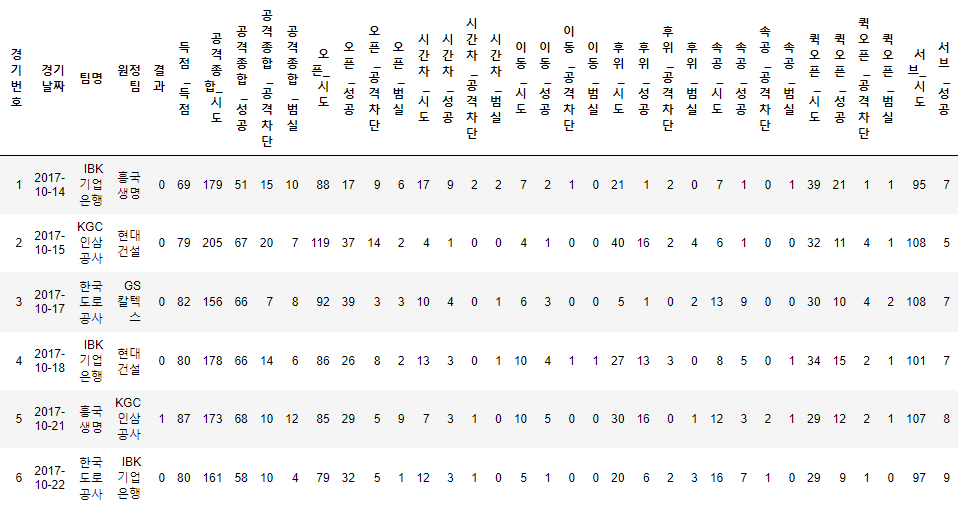 경기번호 경기날짜 팀명 원정팀 결과 득점_득점 공격종합_시도 공격종합_성공 공격종합_공격차단 공격종합_범실 오픈_시도 오픈_성공 오픈_공격차단 오픈_범실 시간차_시도 시간차_성공 시간차_공격차단 시간차_범실 이동_시도 이동_성공 이동_공격차단 이동_범실 후위_시도 후위_성공 후위_공격차단 후위_범실 속공_시도 속공_성공 속공_공격차단 속공_범실 퀵오픈_시도 퀵오픈_성공 퀵오픈_공격차단 퀵오픈_범실 서브_시도 서브_성공
1 2017-10-14 IBK기업은행 흥국생명 0 69 179 51 15 10 88 17 9 6 17 9 2 2 7 2 1 0 21 1 2 0 7 1 0 1 39 21 1 1 95 7
2 2017-10-15 KGC인삼공사 현대건설 0 79 205 67 20 7 119 37 14 2 4 1 0 0 4 1 0 0 40 16 2 4 6 1 0 0 32 11 4 1 108 5
3 2017-10-17 한국도로공사 GS칼텍스 0 82 156 66 7 8 92 39 3 3 10 4 0 1 6 3 0 0 5 1 0 2 13 9 0 0 30 10 4 2 108 7
4 2017-10-18 IBK기업은행 현대건설 0 80 178 66 14 6 86 26 8 2 13 3 0 1 10 4 1 1 27 13 3 0 8 5 0 1 34 15 2 1 101 7
5 2017-10-21 흥국생명 KGC인삼공사 1 87 173 68 10 12 85 29 5 9 7 3 1 0 10 5 0 0 30 16 0 1 12 3 2 1 29 12 2 1 107 8
6 2017-10-22 한국도로공사 IBK기업은행 0 80 161 58 10 4 79 32 5 1 12 3 1 0 5 1 0 0 20 6 2 3 16 7 1 0 29 9 1 0 97 9